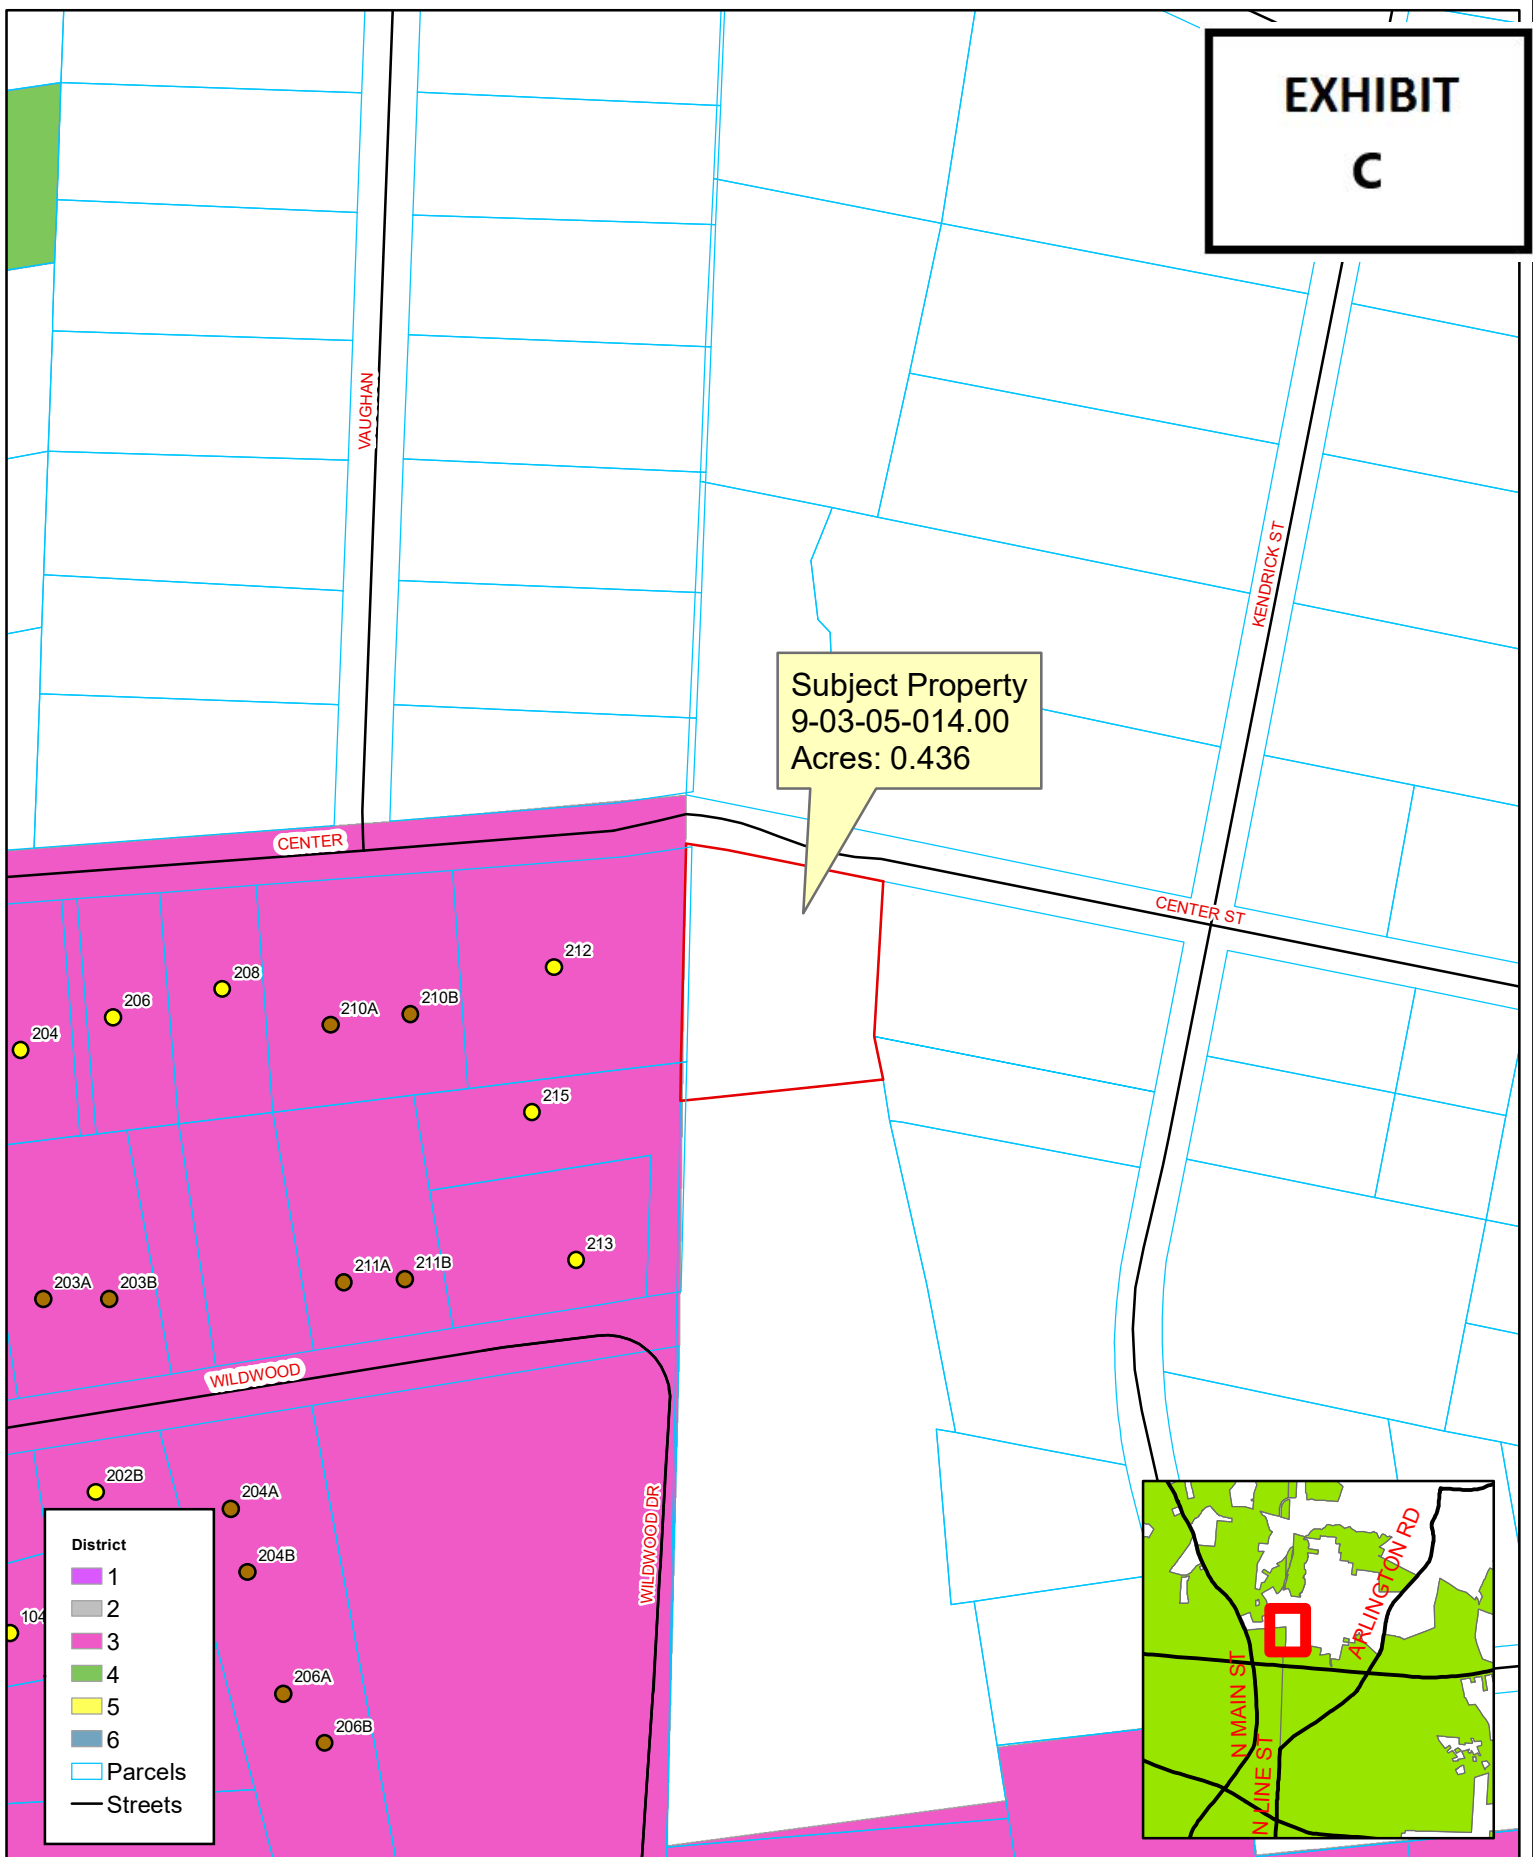 EXHIBIT
C
VAUGHAN
KENDRICK ST
Subject Property
9-03-05-014.00
Acres: 0.436
CENTER
CENTER ST
212
208
206
210A
210B
204
215
213
211A
211B
203A
203B
WILDWOOD
202B
204A
WILDWOOD DR
204B
104
206A
206B
District
1
2
3
4
5
6
Parcels
Streets
ARLINGTON RD
N MAIN ST
N LINE ST